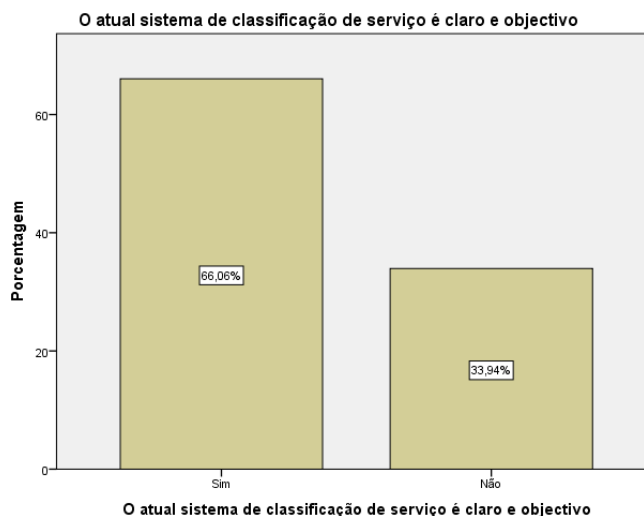 O atual sistema de classificação de serviço é claro e objectivo
60
40
20
0
Porcentagem
66,06%
33,94%
Sim
Não
O atual sistema de classificação de serviço é claro e objectivo